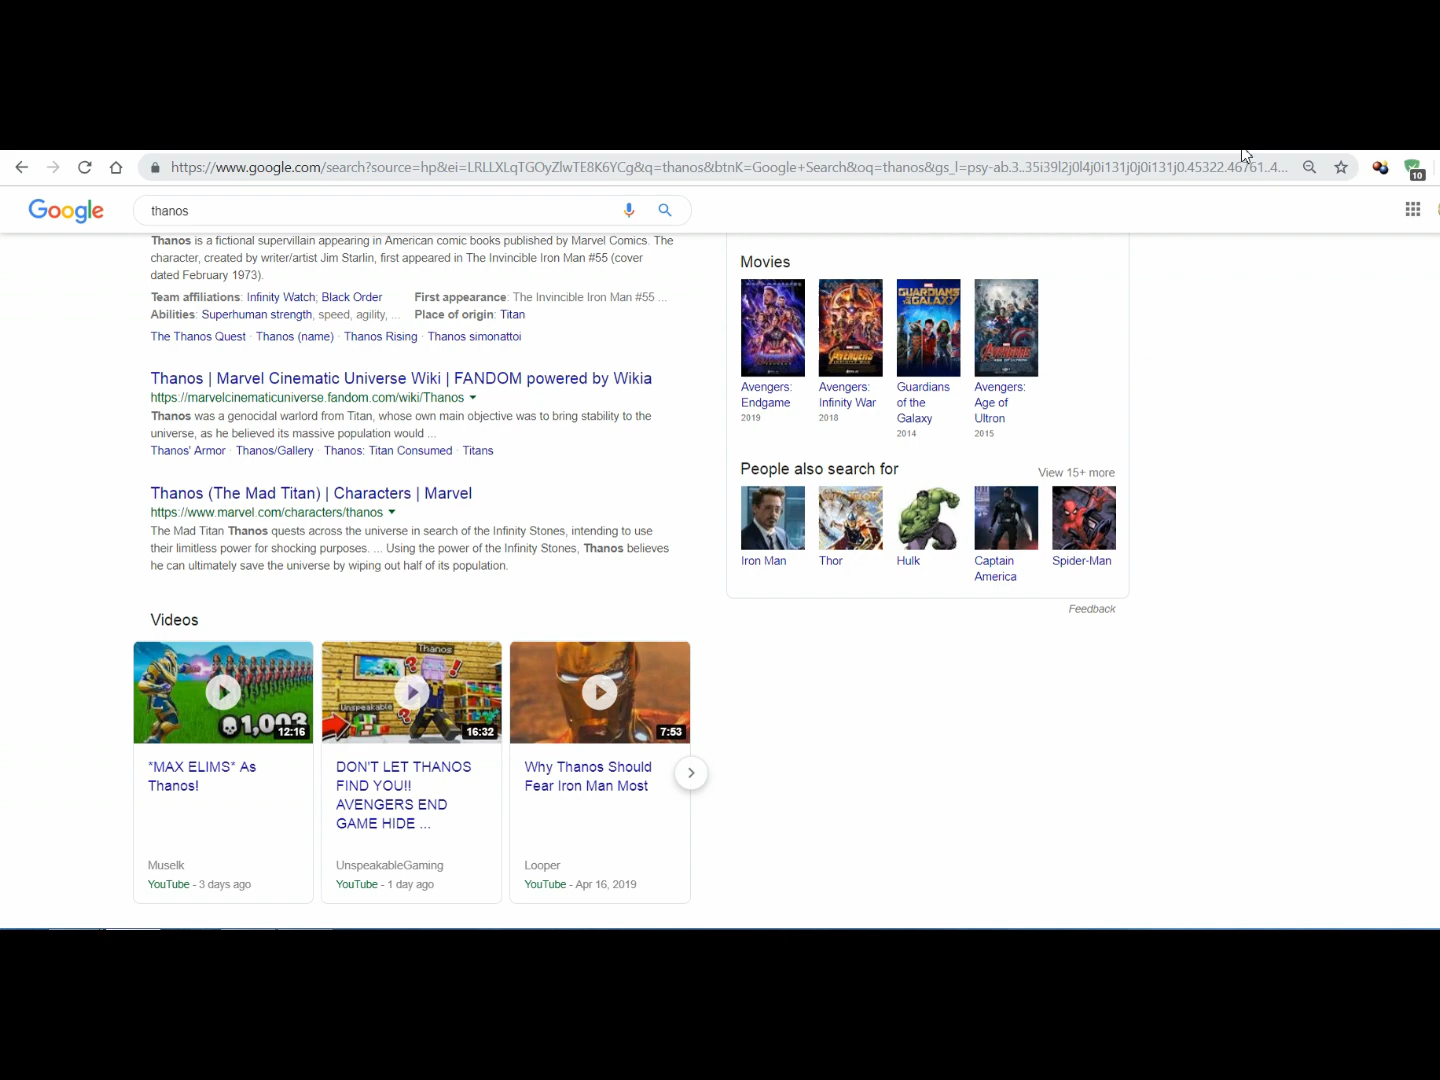 https://www.google.com/search?source=hp&ei=LRLLXLqTGOyZlwTE8K6YCg&q=thanos&btnK=Google+Search&oq=thanos&gs_l=psy-ab.3..35i39l2j0l4j0i131j0j0i131j0.45322.46761..4...
10
Google
thanos
Thanos is a fictional supervillain appearing in American comic books published by Marvel Comics. The
character, created by writer/artist Jim Starlin, first appeared in The Invincible Iron Man #55 (cover
dated February 1973).
Team affiliations: Infinity Watch; Black Order
First appearance: The Invincible Iron Man #55 ...
Abilities: Superhuman strength, speed, agility, ...
Place of origin: Titan
The Thanos Quest · Thanos (name) · Thanos Rising · Thanos simonattoi
Thanos | Marvel Cinematic Universe Wiki | FANDOM powered by Wikia
https://marvelcinematicuniverse.fandom.com/wiki/Thanos
Thanos was a genocidal warlord from Titan, whose own main objective was to bring stability to the
universe, as he believed its massive population would ...
Thanos' Armor · Thanos/Gallery · Thanos: Titan Consumed · Titans
Thanos (The Mad Titan) | Characters | Marvel
https://www.marvel.com/characters/thanos
The Mad Titan Thanos quests across the universe in search of the Infinity Stones, intending to use
their limitless power for shocking purposes. ... Using the power of the Infinity Stones, Thanos believes
he can ultimately save the universe by wiping out half of its population.
Videos
1,003
12:16
*MAX ELIMS* As
Thanos!
Muselk
YouTube - 3 days ago
Thanos
Unspeakable
16:32
DON'T LET THANOS
FIND YOU!!
AVENGERS END
GAME HIDE ...
UnspeakableGaming
YouTube - 1 day ago
7:53
Why Thanos Should
Fear Iron Man Most
Looper
YouTube - Apr 16, 2019
Movies
AVENGERS
GUARDIANS
GALAXY
AVENGERS
Avengers:
Endgame
2019
Avengers:
Infinity War
2018
Guardians
of the
Galaxy
2014
Avengers:
Age of
Ultron
2015
People also search for
View 15+ more
Iron Man
Thor
Hulk
Captain
America
Spider-Man
Feedback